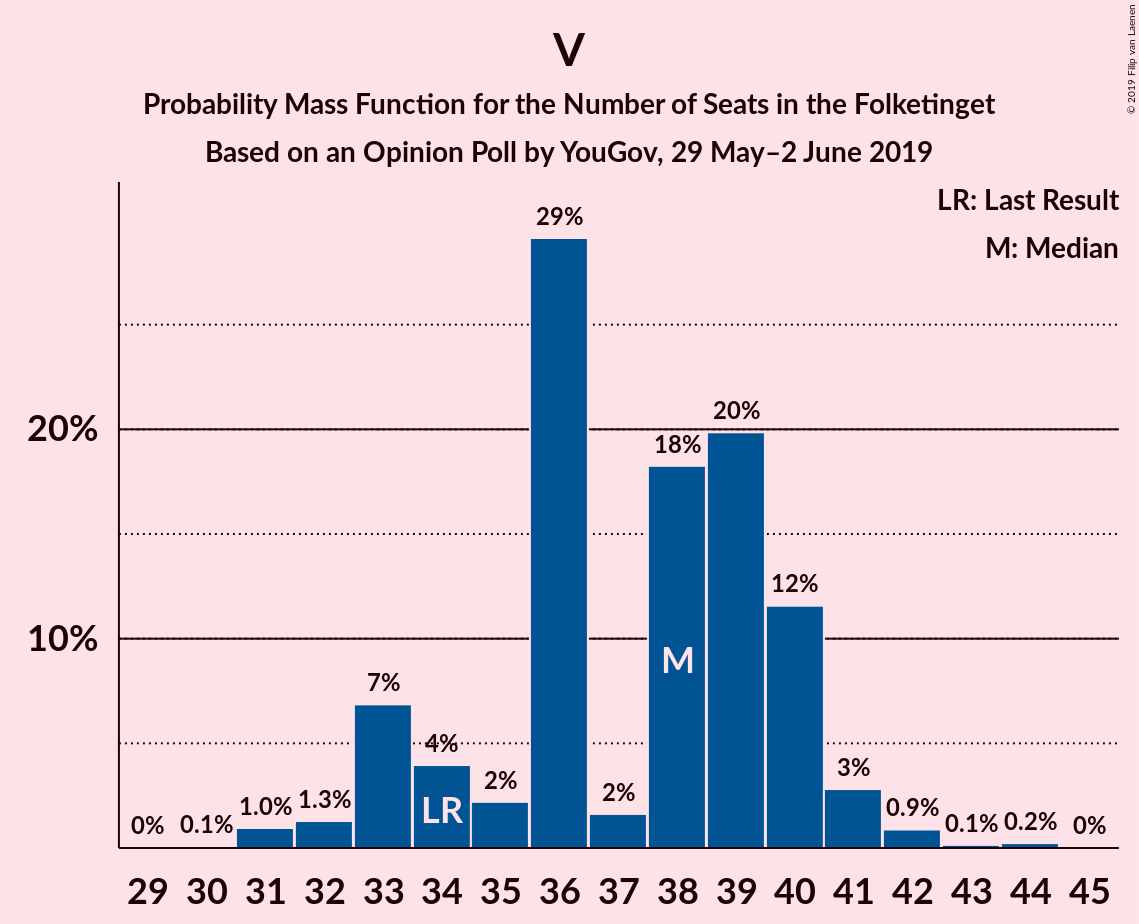 © 2019 Filip van Laenen
V
Probability Mass Function for the Number of Seats in the Folketinget
Based on an Opinion Poll by YouGov, 29 May–2 June 2019
LR: Last Result
M: Median
20%
10%
0% 0.1% 1.0% 1.3% 7% 4% 2% 29% 2% 18% 20% 12% 3% 0.9% 0.1% 0.2% 0%
LR M
29 30 31 32 33 34 35 36 37 38 39 40 41 42 43 44 45